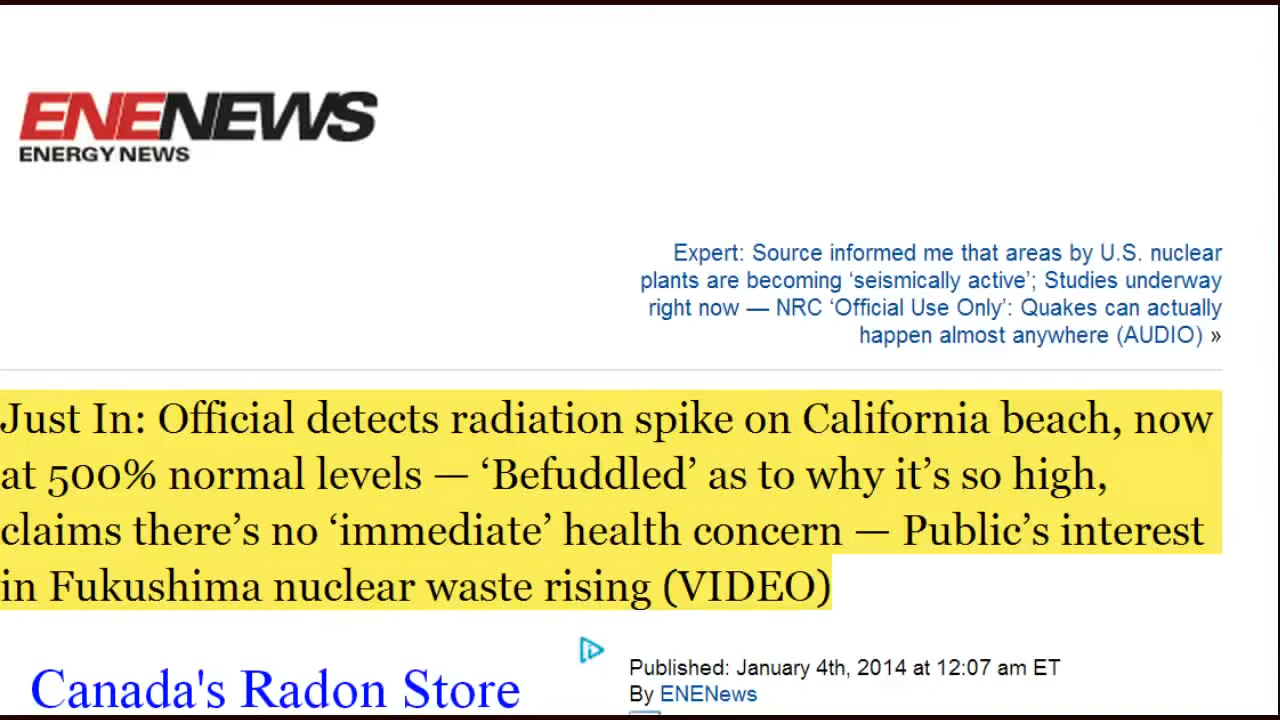 ENENEWS
ENERGY NEWS
Expert: Source informed me that areas by U.S. nuclear
plants are becoming ‘seismically active’; Studies underway
right now — NRC ‘Official Use Only’: Quakes can actually
happen almost anywhere (AUDIO) »
Just In: Official detects radiation spike on California beach, now
at 500% normal levels — ‘Befuddled’ as to why it’s so high,
claims there’s no ‘immediate’ health concern — Public’s interest
in Fukushima nuclear waste rising (VIDEO)
Canada's Radon Store
Published: January 4th, 2014 at 12:07 am ET
By ENENews